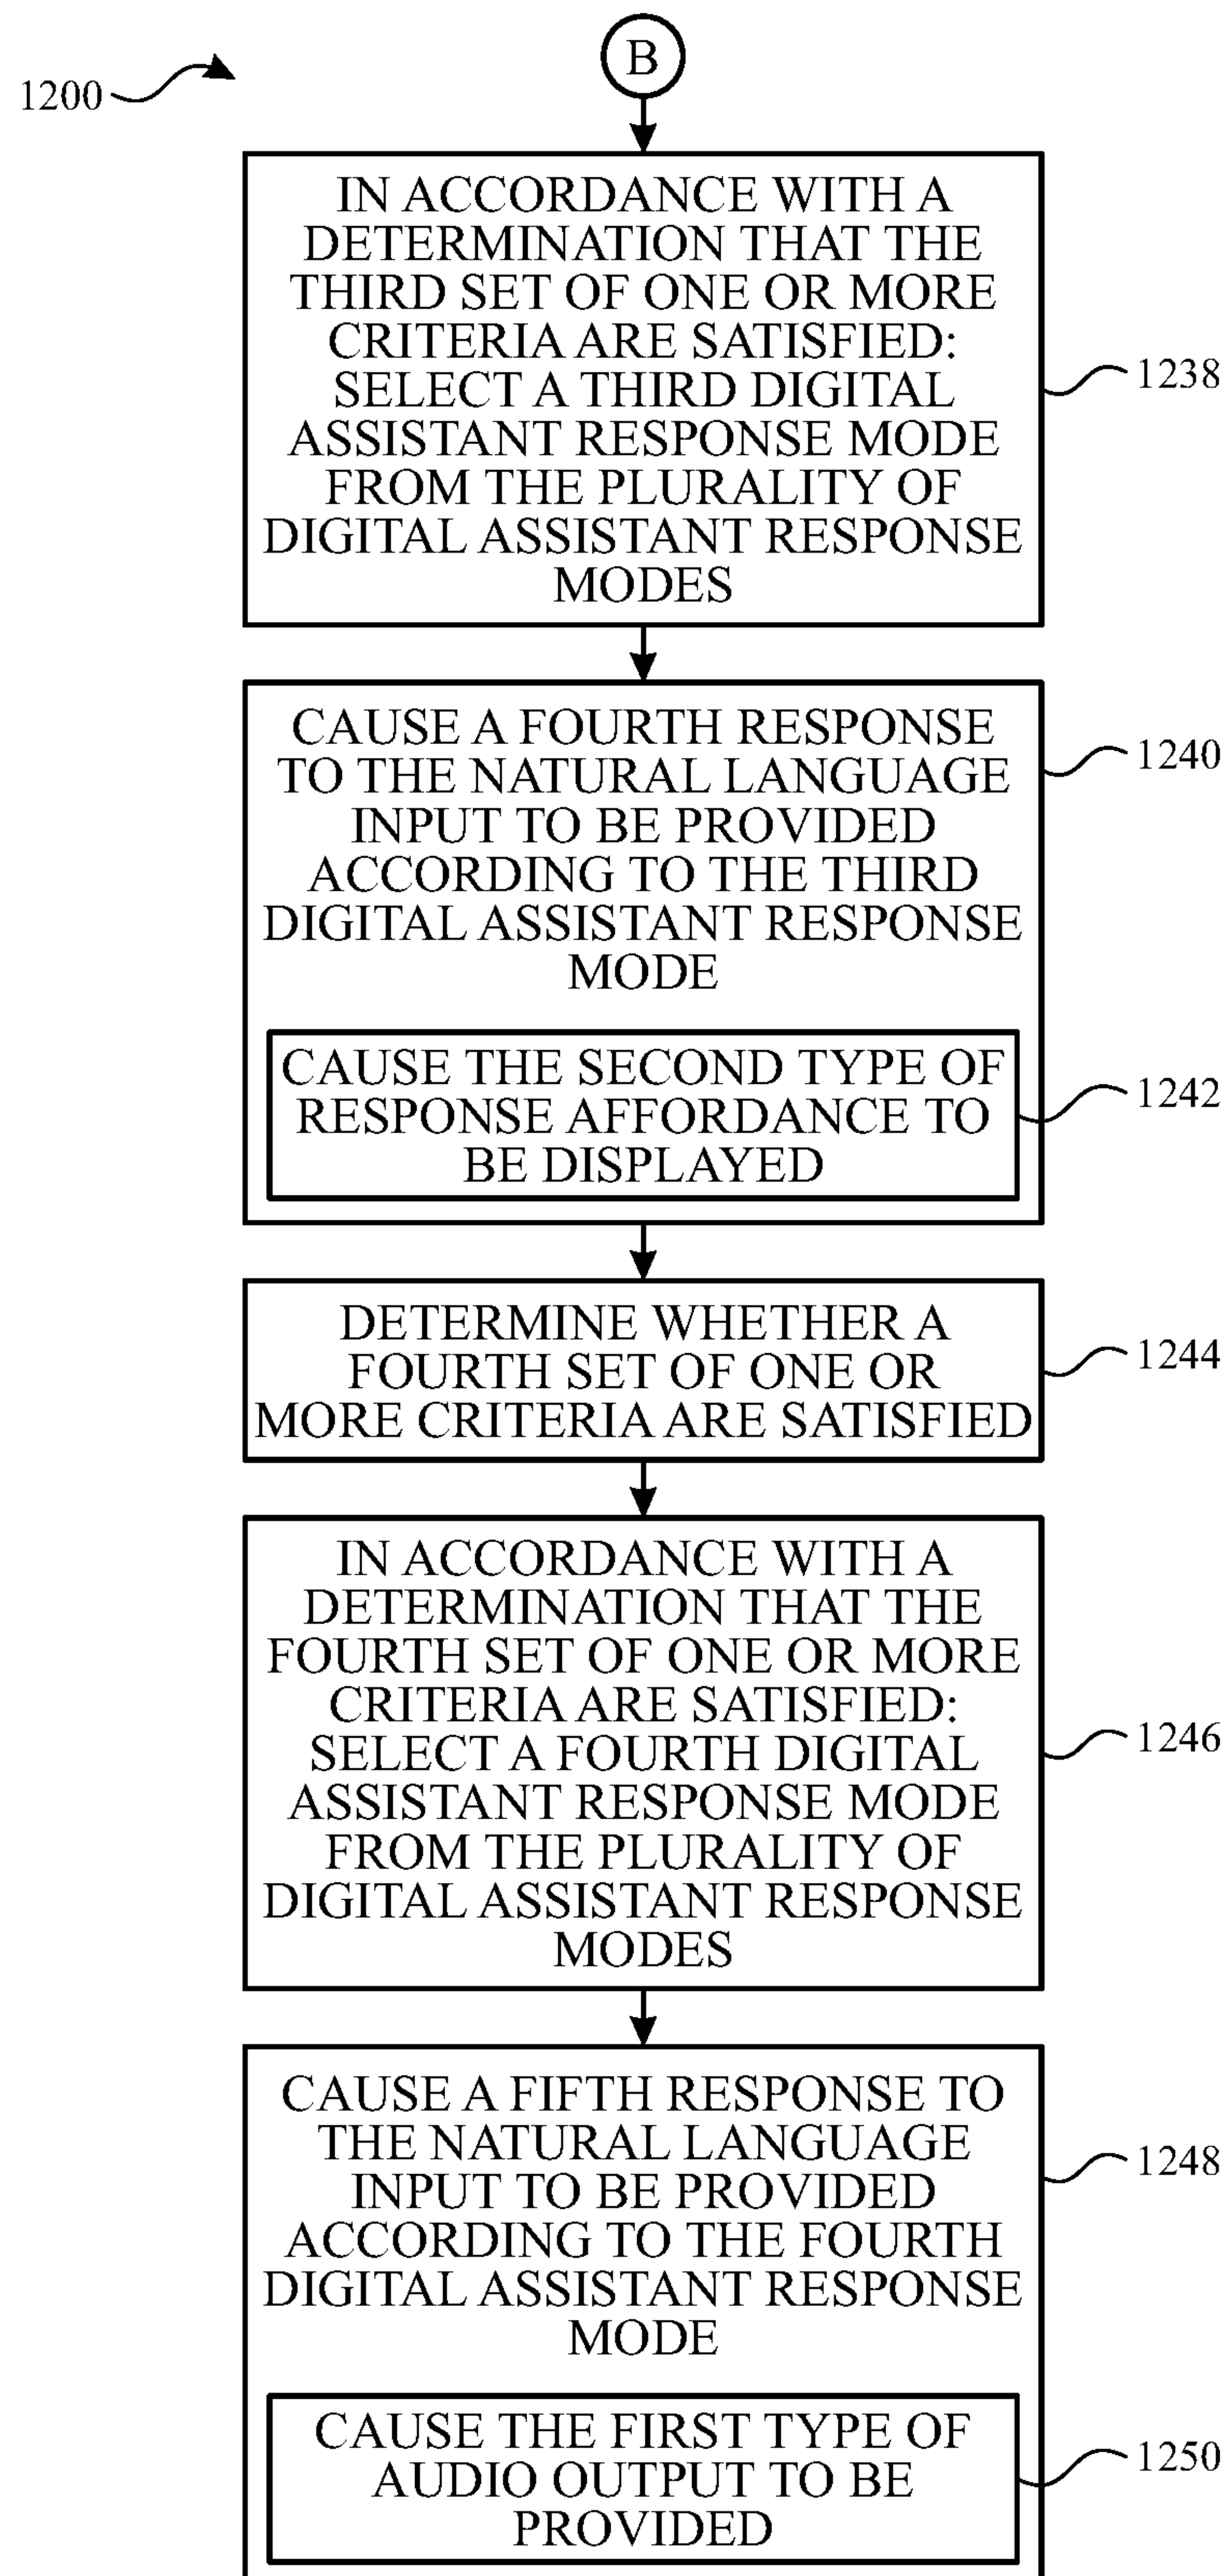 B
1200
IN ACCORDANCE WITH A
DETERMINATION THAT THE
THIRD SET OF ONE OR MORE
CRITERIA ARE SATISFIED:
SELECT A THIRD DIGITAL
ASSISTANT RESPONSE MODE
FROM THE PLURALITY OF
DIGITAL ASSISTANT RESPONSE
MODES
1238
CAUSE A FOURTH RESPONSE
TO THE NATURAL LANGUAGE
INPUT TO BE PROVIDED
ACCORDING TO THE THIRD
DIGITAL ASSISTANT RESPONSE
MODE
1240
CAUSE THE SECOND TYPE OF
RESPONSE AFFORDANCE TO
BE DISPLAYED
1242
DETERMINE WHETHER A
FOURTH SET OF ONE OR
MORE CRITERIA ARE SATISFIED
1244
IN ACCORDANCE WITH A
DETERMINATION THAT THE
FOURTH SET OF ONE OR MORE
CRITERIA ARE SATISFIED:
SELECT A FOURTH DIGITAL
ASSISTANT RESPONSE MODE
FROM THE PLURALITY OF
DIGITAL ASSISTANT RESPONSE
MODES
1246
CAUSE A FIFTH RESPONSE TO
THE NATURAL LANGUAGE
INPUT TO BE PROVIDED
ACCORDING TO THE FOURTH
DIGITAL ASSISTANT RESPONSE
MODE
1248
CAUSE THE FIRST TYPE OF
AUDIO OUTPUT TO BE
PROVIDED
1250